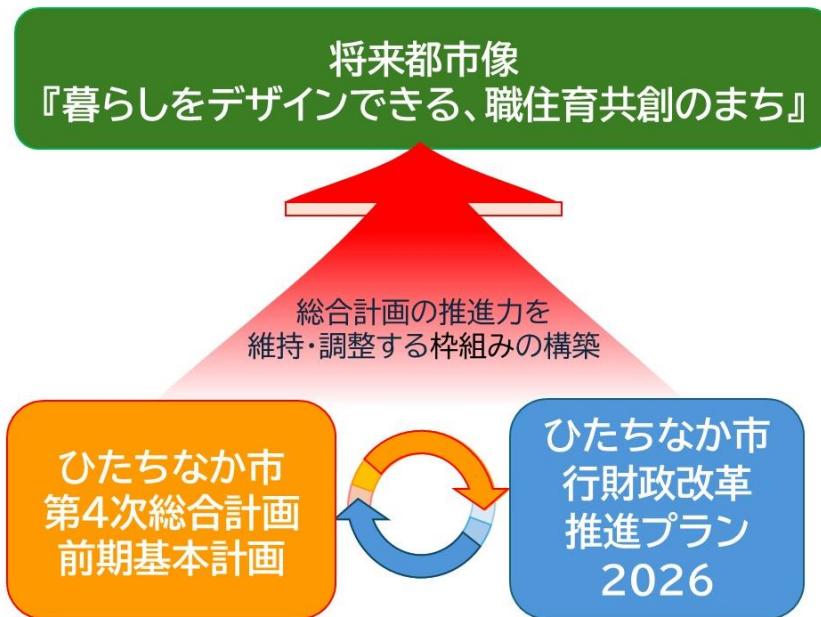 将来都市像
『暮らしをデザインできる、職住育共創のまち』
総合計画の推進力を
維持・調整する枠組みの構築
ひたちなか市
第4次総合計画
前期基本計画
ひたちなか市
行財政改革
推進プラン
2026